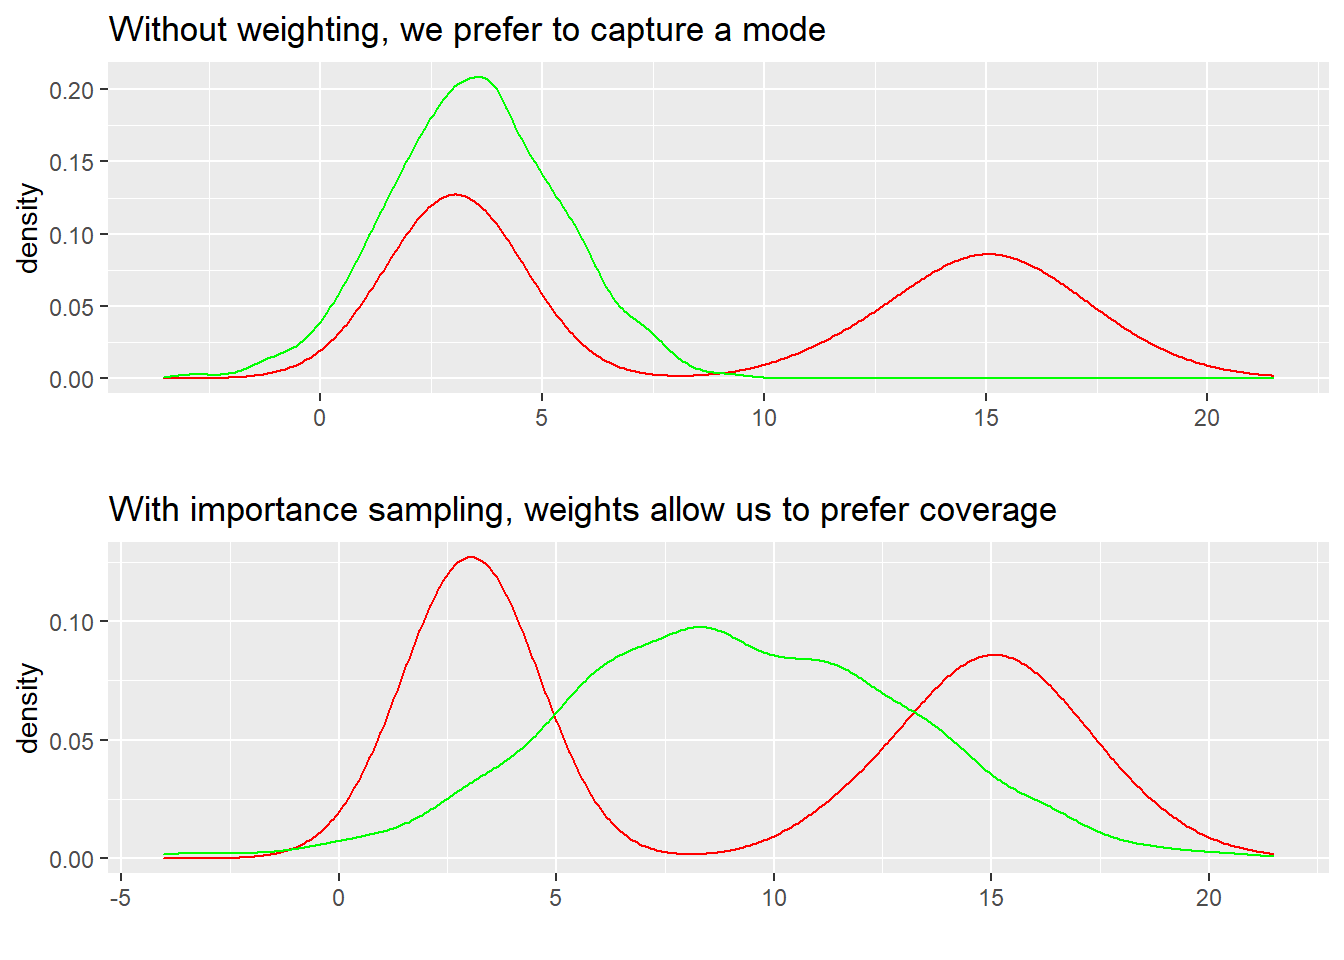 Without weighting, we prefer to capture a mode
0.20
0.15
0.10
0.05
0.00
density
0 5 10 15 20
With importance sampling, weights allow us to prefer coverage
0.10
0.05
0.00
density
-5 0 5 10 15 20